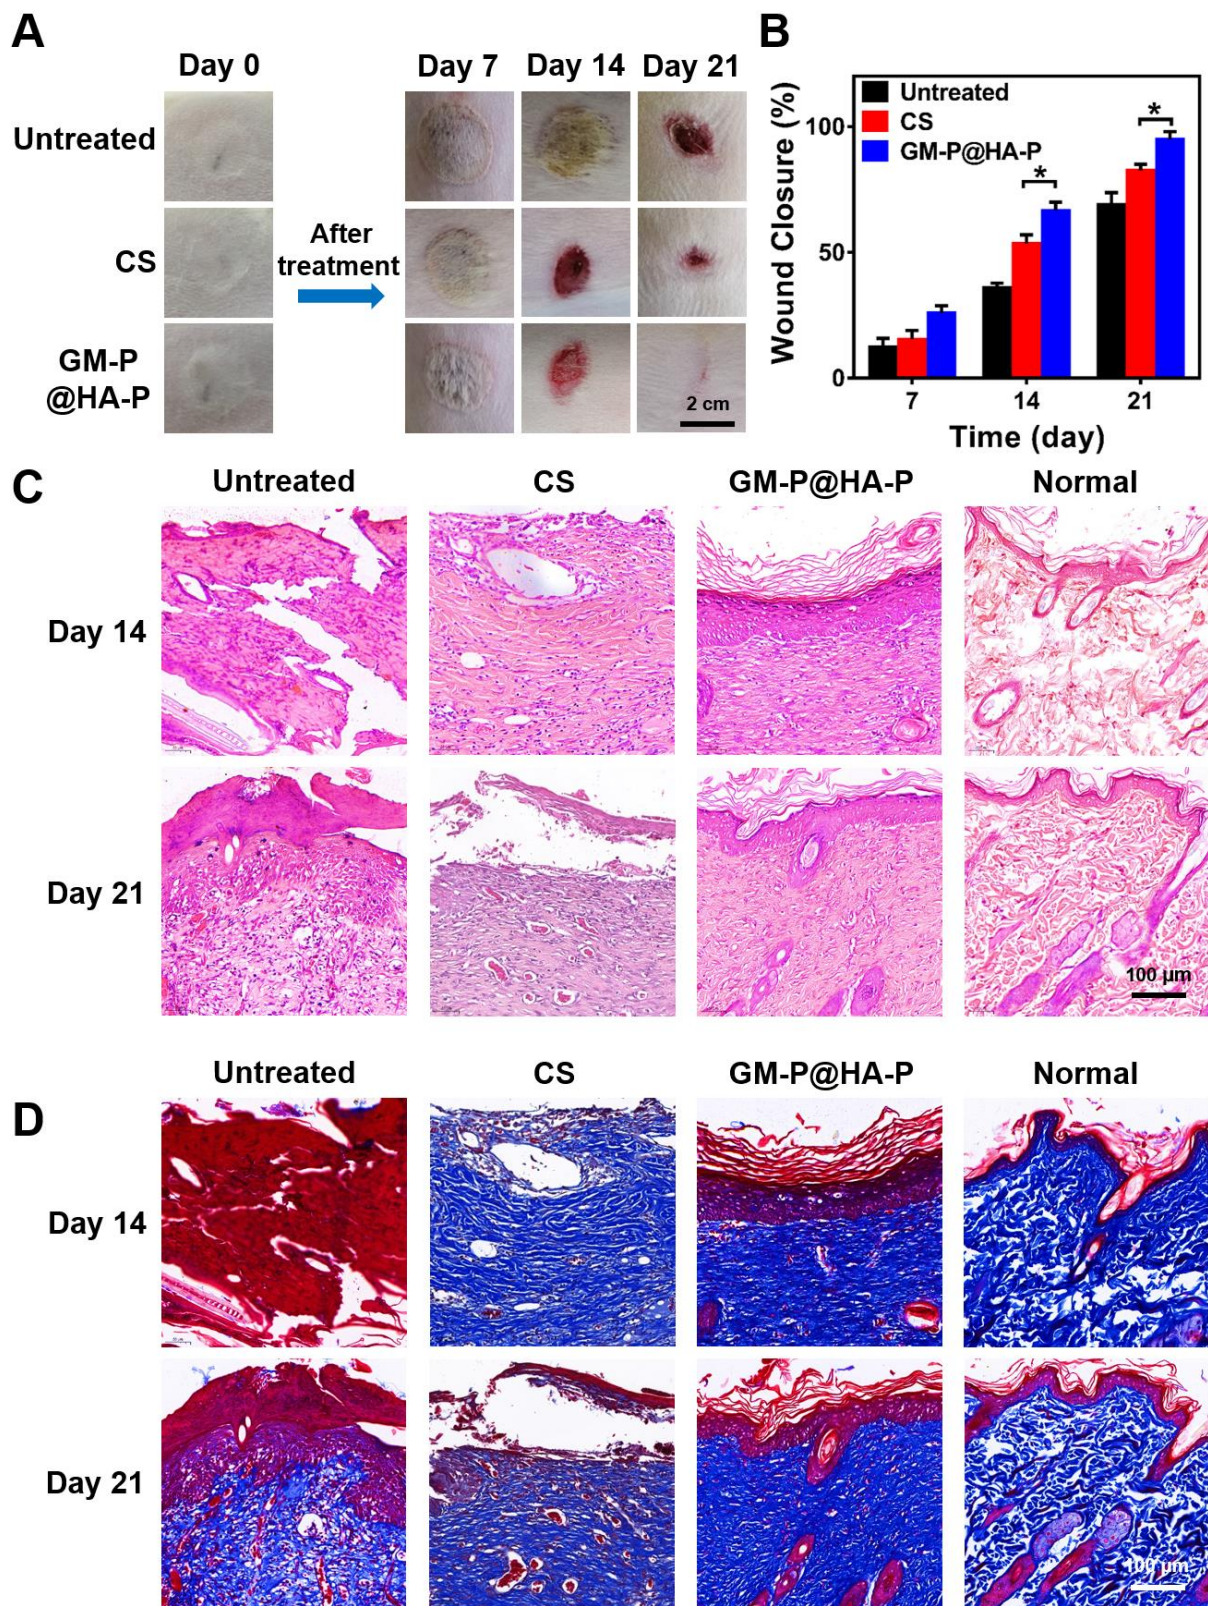 A
Day 0
Day 7
Day 14
Day 21
Untreated
CS
GM-P
@HA-P
After
treatment
2 cm
B
Wound Closure (%)
100
50
0
Untreated
CS
GM-P@HA-P
*
*
7
14
21
Time (day)
C
Untreated
CS
GM-P@HA-P
Normal
Day 14
Day 21
100 µm
D
Untreated
CS
GM-P@HA-P
Normal
Day 14
Day 21
100 µm